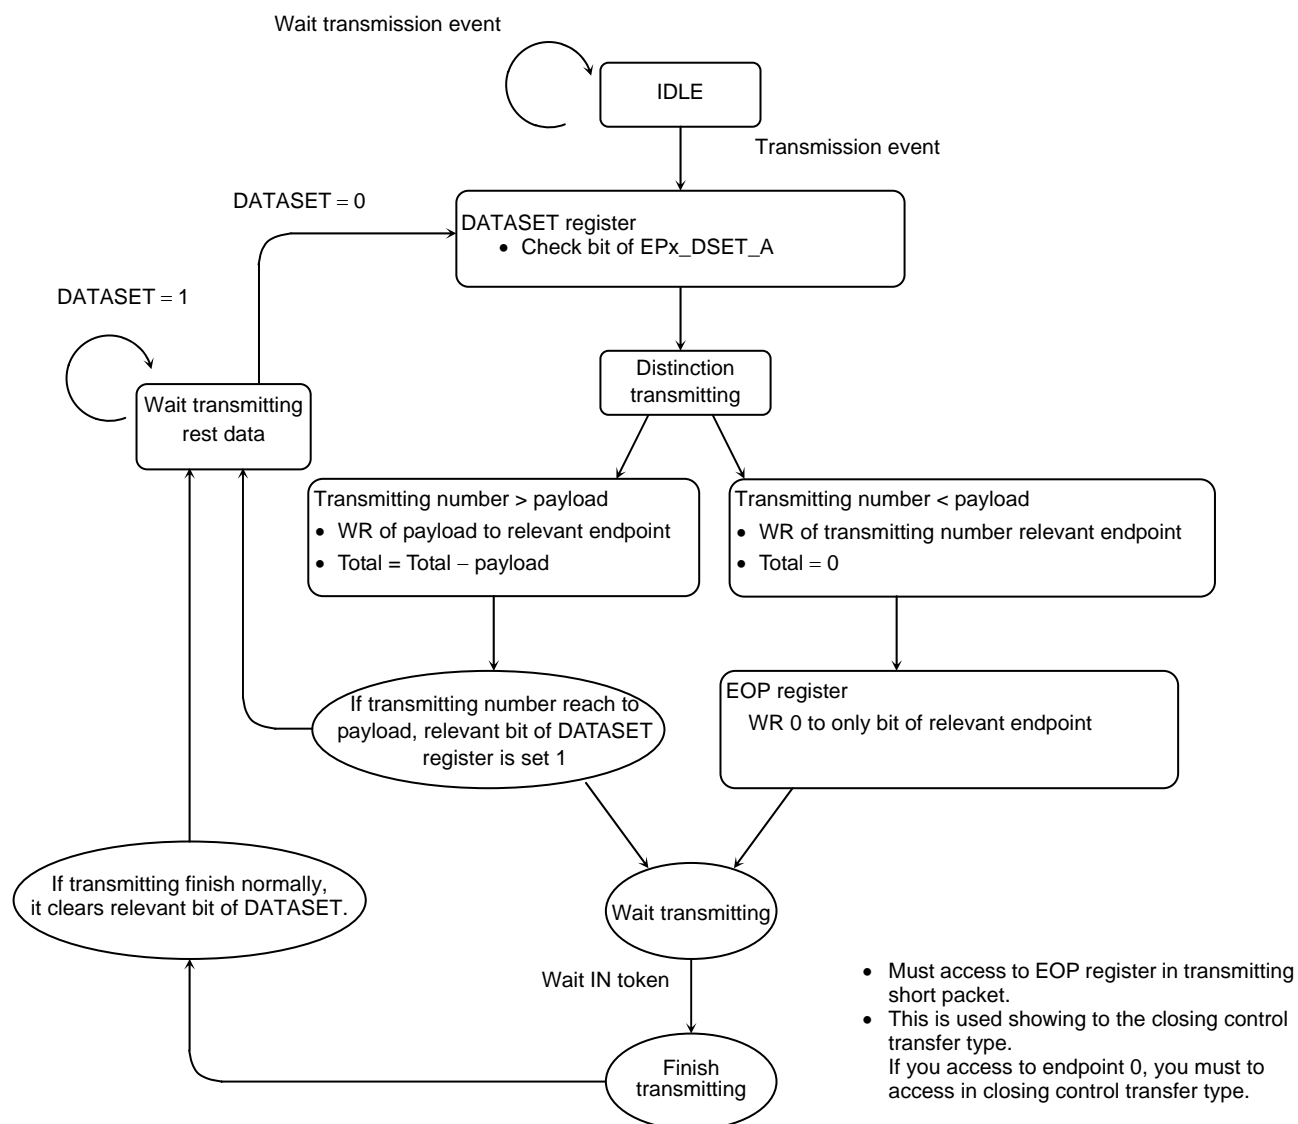 Wait transmission event
IDLE
Transmission event
DATASET = 0
DATASET register
• Check bit of EPx_DSET_A
DATASET = 1
Distinction
transmitting
Wait transmitting
rest data
Transmitting number > payload
• WR of payload to relevant endpoint
• Total = Total − payload
Transmitting number < payload
• WR of transmitting number relevant endpoint
• Total = 0
If transmitting number reach to
payload, relevant bit of DATASET
register is set 1
EOP register
WR 0 to only bit of relevant endpoint
If transmitting finish normally,
it clears relevant bit of DATASET.
Wait transmitting
Wait IN token
Finish
transmitting
• Must access to EOP register in transmitting
short packet.
• This is used showing to the closing control
transfer type.
If you access to endpoint 0, you must to
access in closing control transfer type.